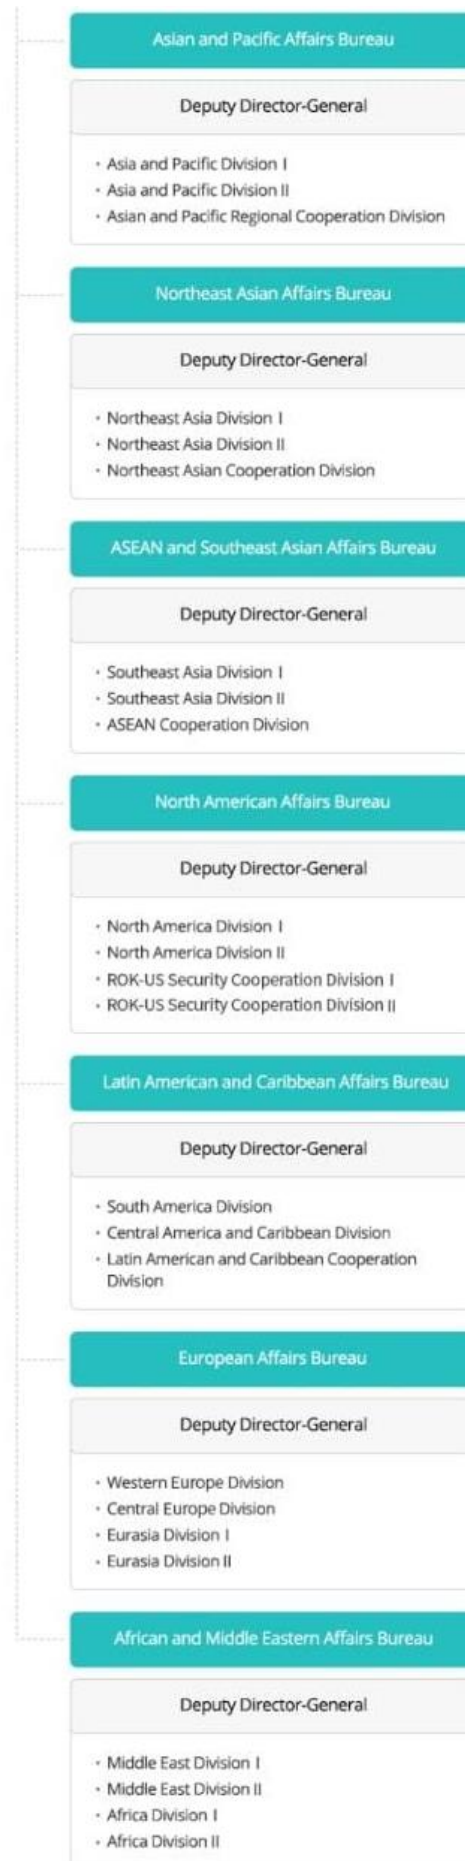 Asian and Pacific Affairs Bureau
Deputy Director-General
• Asia and Pacific Division Ⅰ
• Asia and Pacific Division Ⅱ
• Asian and Pacific Regional Cooperation Division
Northeast Asian Affairs Bureau
Deputy Director-General
• Northeast Asia Division Ⅰ
• Northeast Asia Division Ⅱ
• Northeast Asian Cooperation Division
ASEAN and Southeast Asian Affairs Bureau
Deputy Director-General
• Southeast Asia Division Ⅰ
• Southeast Asia Division Ⅱ
• ASEAN Cooperation Division
North American Affairs Bureau
Deputy Director-General
• North America Division Ⅰ
• North America Division Ⅱ
• ROK-US Security Cooperation Division Ⅰ
• ROK-US Security Cooperation Division Ⅱ
Latin American and Caribbean Affairs Bureau
Deputy Director-General
• South America Division
• Central America and Caribbean Division
• Latin American and Caribbean Cooperation
Division
European Affairs Bureau
Deputy Director-General
• Western Europe Division
• Central Europe Division
• Eurasia Division Ⅰ
• Eurasia Division Ⅱ
African and Middle Eastern Affairs Bureau
Deputy Director-General
• Middle East Division Ⅰ
• Middle East Division Ⅱ
• Africa Division Ⅰ
• Africa Division Ⅱ